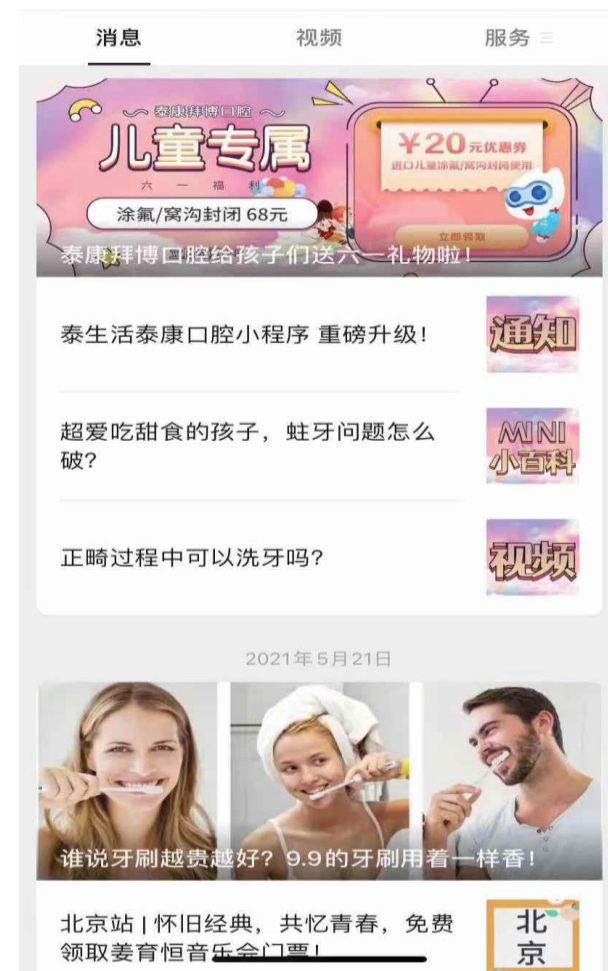 消息
视频
服务
泰康拜博口腔
儿童专属
六一福利
涂氟/窝沟封闭 68元
￥20元优惠券
进口儿童涂氟/窝沟封闭使用
立即领取
泰康拜博口腔给孩子们送六一礼物啦！
泰生活泰康口腔小程序 重磅升级！
通知
超爱吃甜食的孩子，蛀牙问题怎么
破？
MINI
小百科
正畸过程中可以洗牙吗？
视频
2021年5月21日
谁说牙刷越贵越好？9.9的牙刷用着一样香！
北京站 | 怀旧经典，共忆青春，免费
领取姜育恒音乐会门票！
北
京